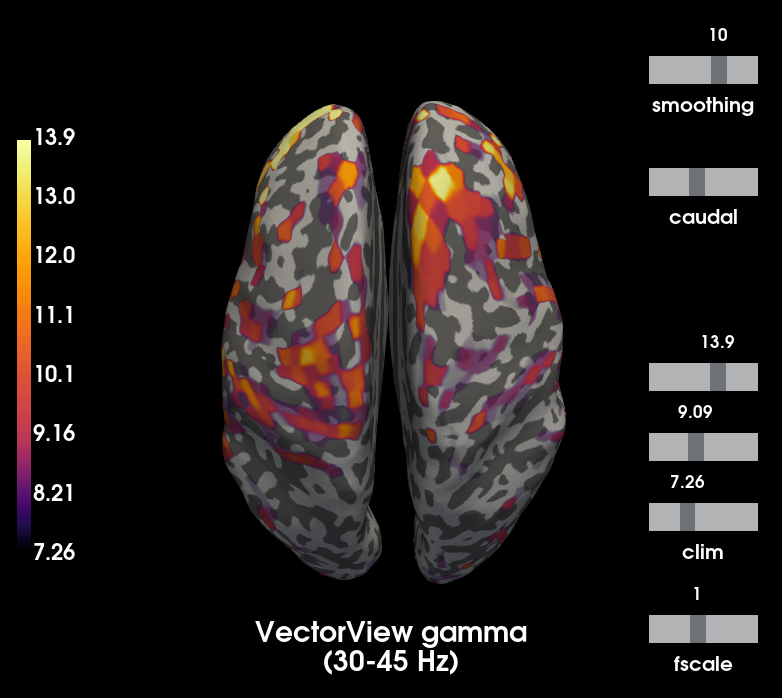 13.9
13.0
12.0
11.1
10.1
9.16
8.21
7.26
10
smoothing
caudal
13.9
9.09
7.26
clim
1
fscale
VectorView gamma
(30-45 Hz)